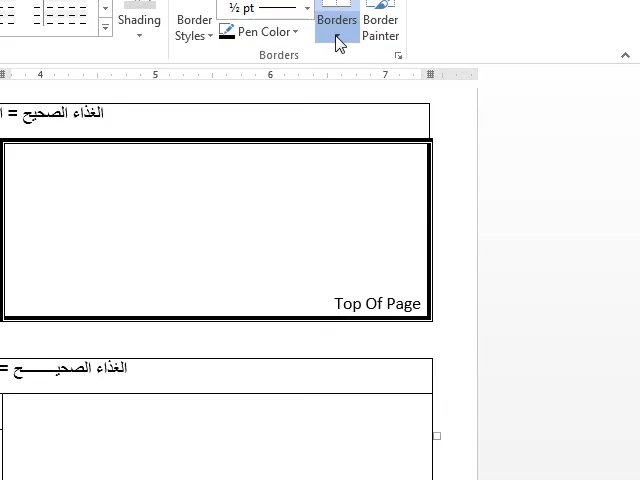 Shading
Border
Styles
½ pt
Pen Color
Borders
Border
Painter
Borders
4 5 6 7
الغذاء الصحيح =
Top Of Page
الغذاء الصحيـــــــح =